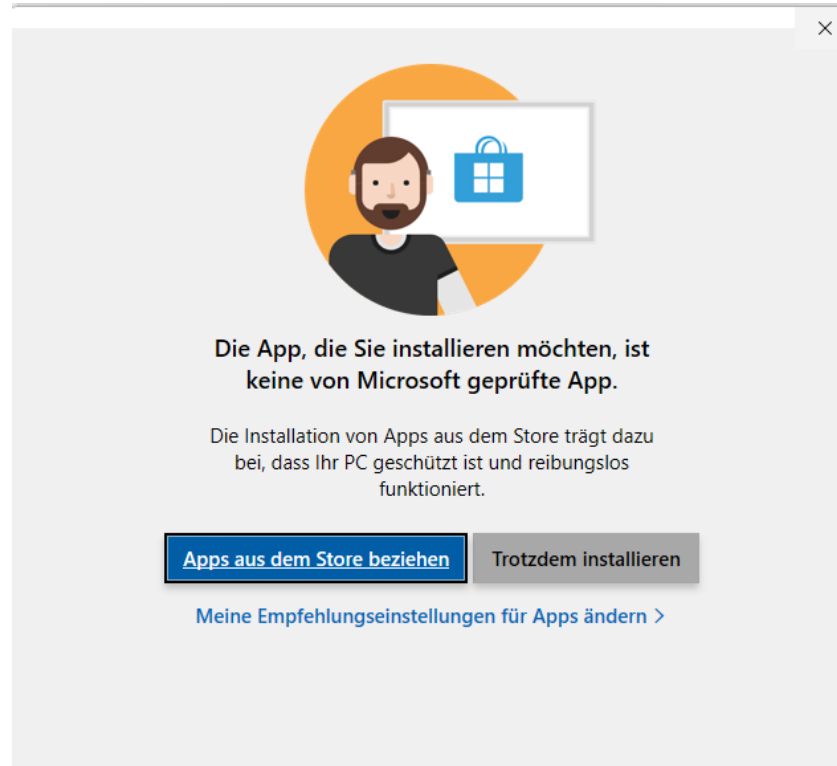 Die App, die Sie installieren möchten, ist
keine von Microsoft geprüfte App.
Die Installation von Apps aus dem Store trägt dazu
bei, dass Ihr PC geschützt ist und reibungslos
funktioniert.
Apps aus dem Store beziehen Trotzdem installieren
Meine Empfehlungseinstellungen für Apps ändern >